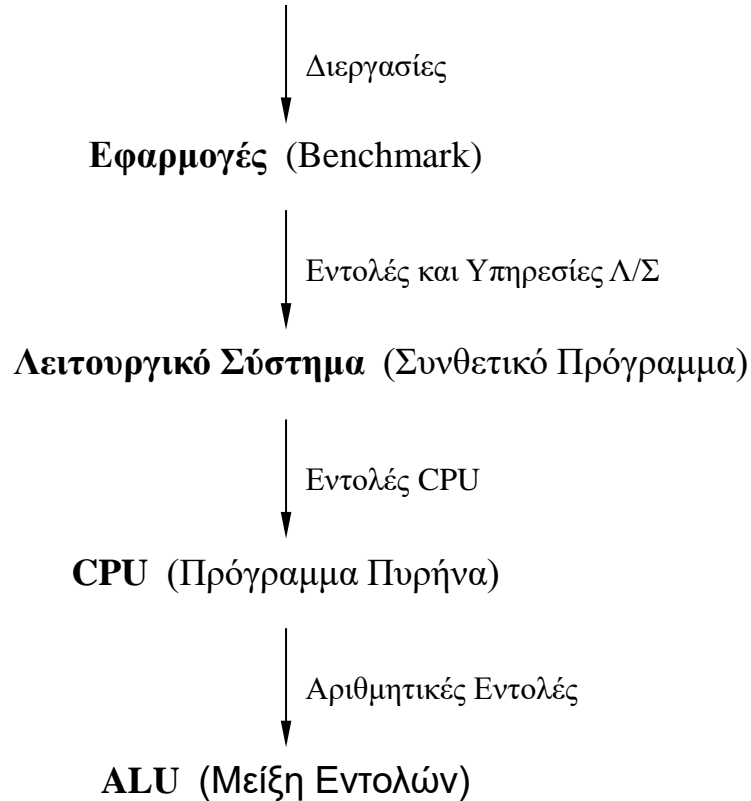 Διεργασίες
Εφαρμογές (Benchmark)
Εντολές και Υπηρεσίες Λ/Σ
Λειτουργικό Σύστημα (Συνθετικό Πρόγραμμα)
Εντολές CPU
CPU (Πρόγραμμα Πυρήνα)
Αριθμητικές Εντολές
ALU (Μείξη Εντολών)